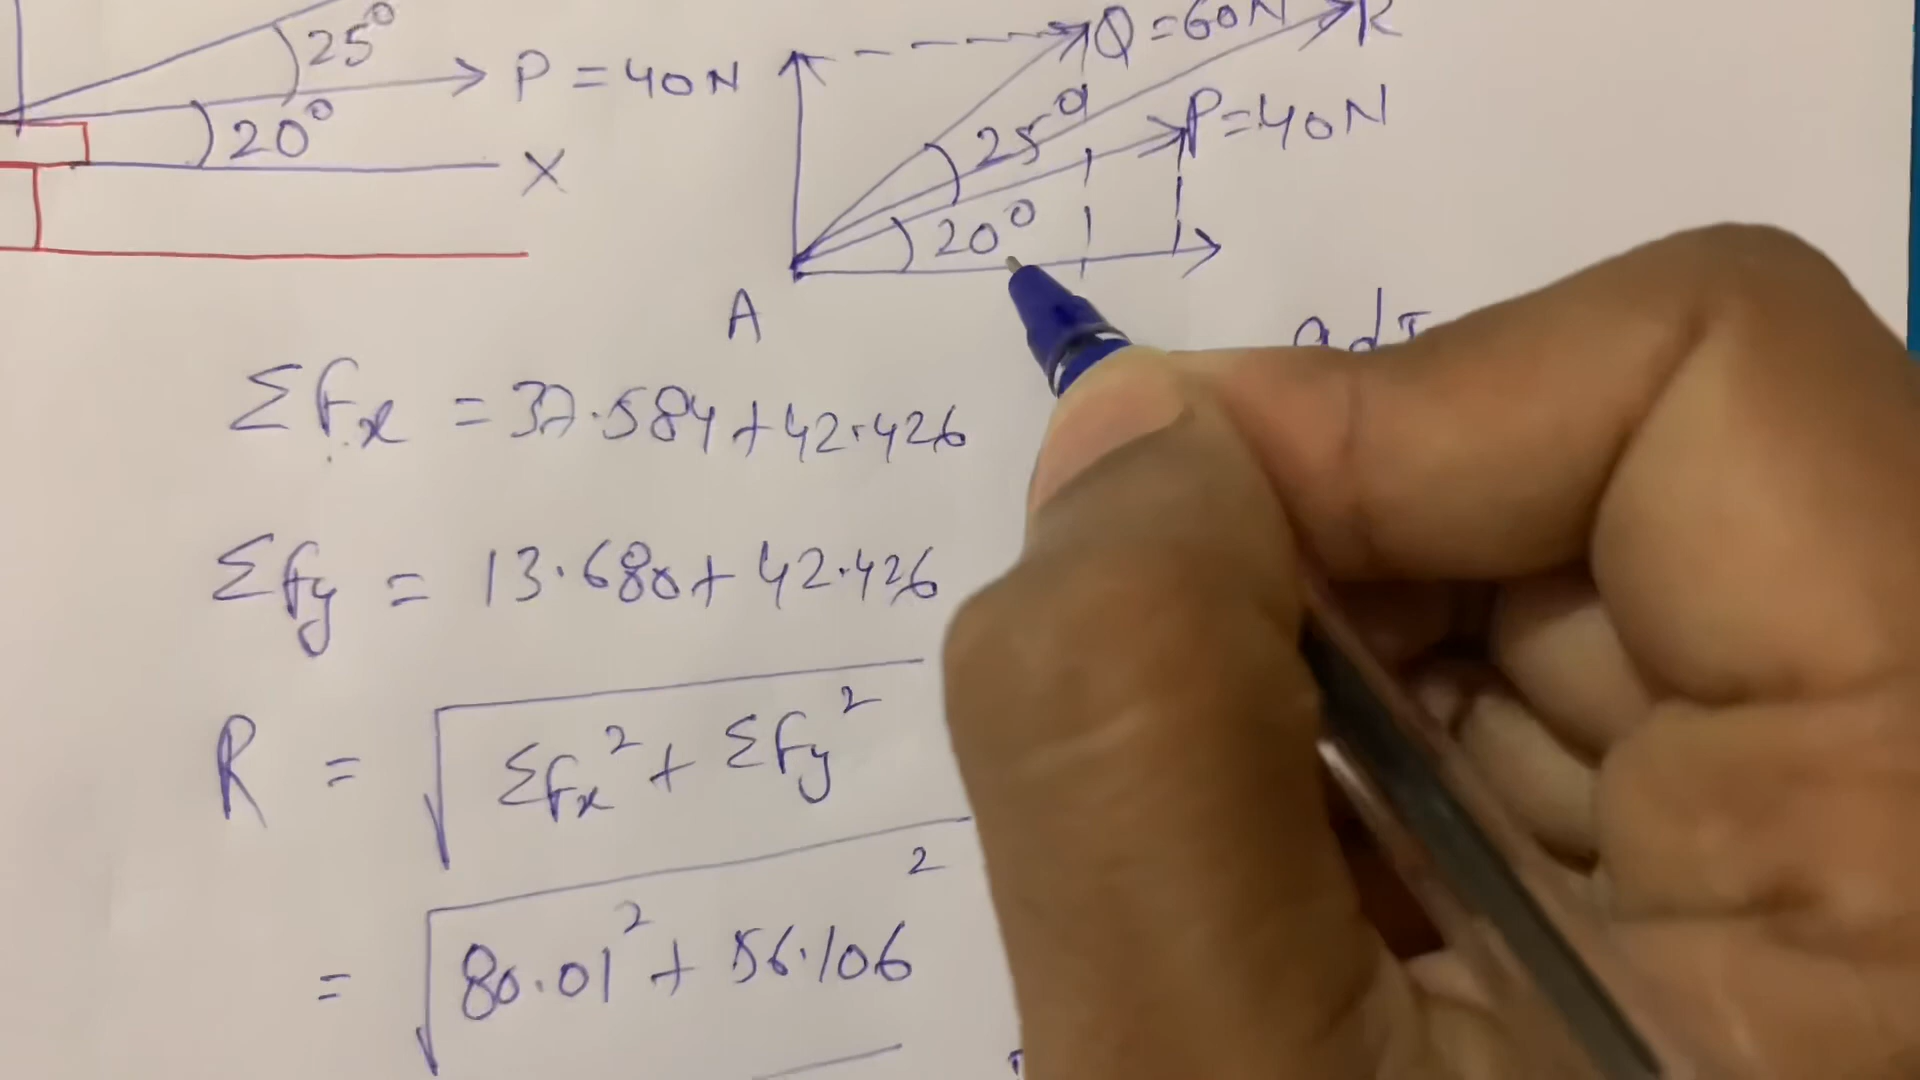 25°
P = 40N
20°
X
Q = 60N
R
25°
P = 40N
20°
A
Σfx = 37.584 + 42.426
Σfy = 13.680 + 42.426
R = √Σfx² + Σfy²
= √80.01² + 56.106²